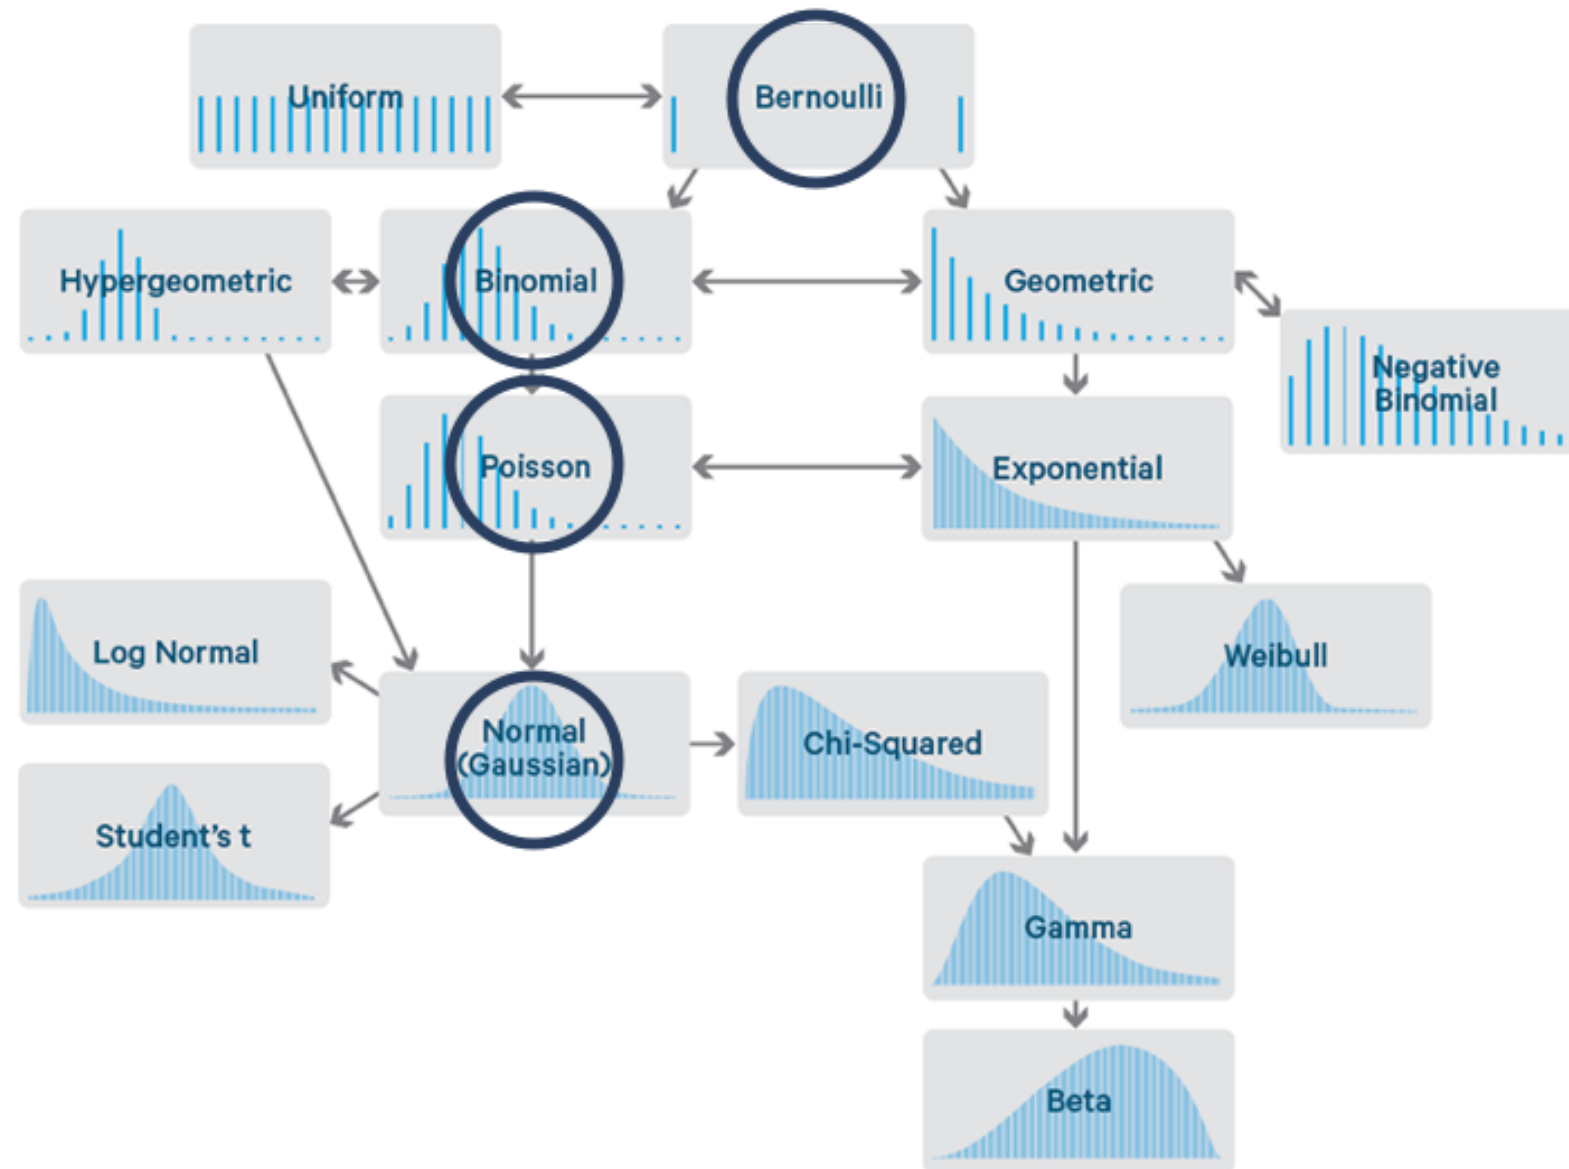 Uniform
Bernoulli
Hypergeometric
Binomial
Geometric
Negative
Binomial
Poisson
Exponential
Log Normal
Weibull
Normal
(Gaussian)
Chi-Squared
Student's t
Gamma
Beta